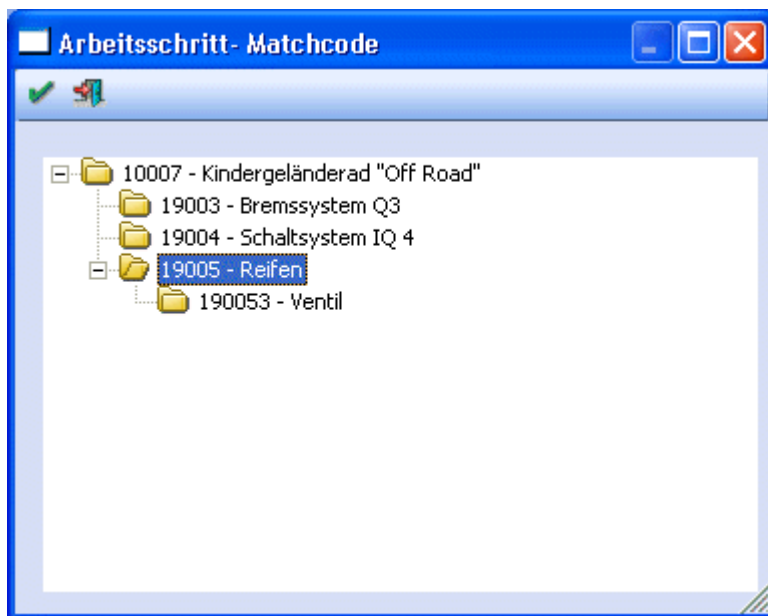 Arbeitsschritt- Matchcode
10007 - Kindergeländerad "Off Road"
19003 - Bremssystem Q3
19004 - Schaltsystem IQ 4
19005 - Reifen
190053 - Ventil